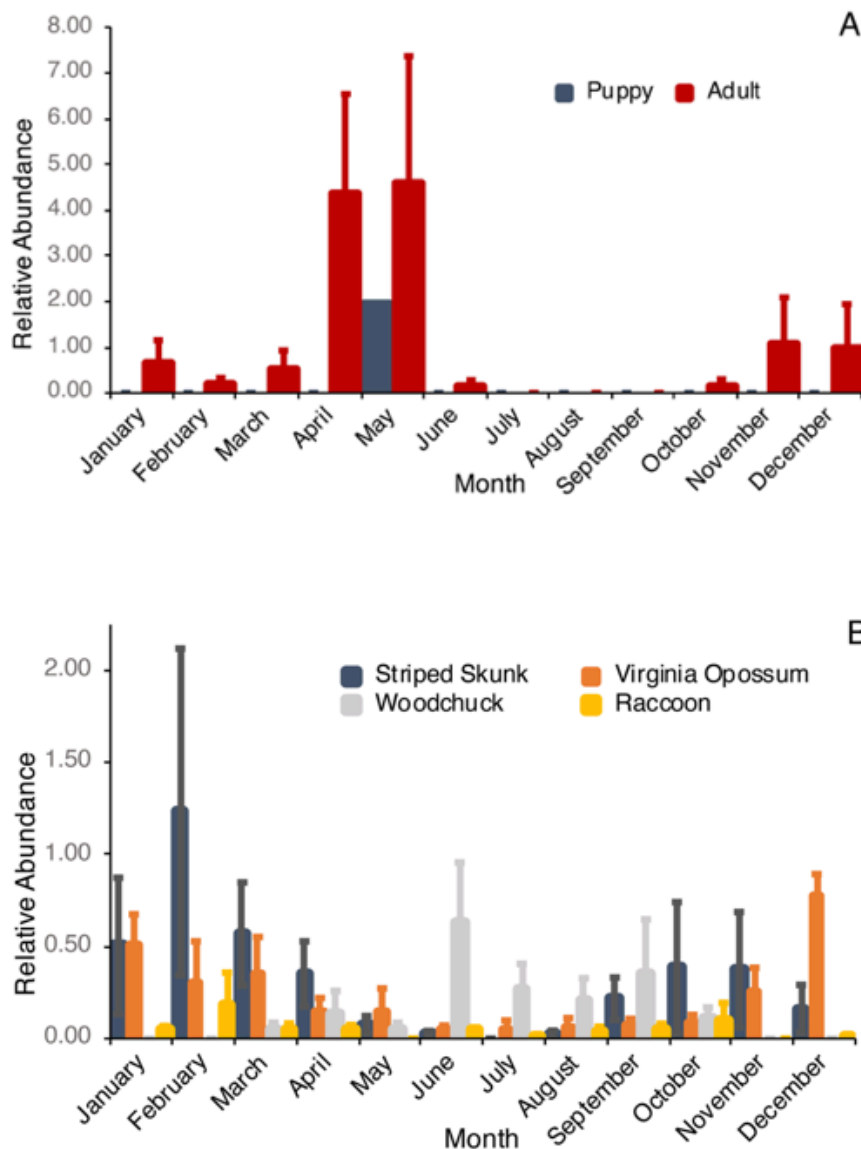 A
8.00
7.00
6.00
5.00
4.00
3.00
2.00
1.00
0.00
Relative Abundance
Puppy Adult
January February March April May June July August September October November December
Month
B
2.00
1.50
1.00
0.50
0.00
Relative Abundance
Striped Skunk Virginia Opossum
Woodchuck Raccoon
January February March April May June July August September October November December
Month